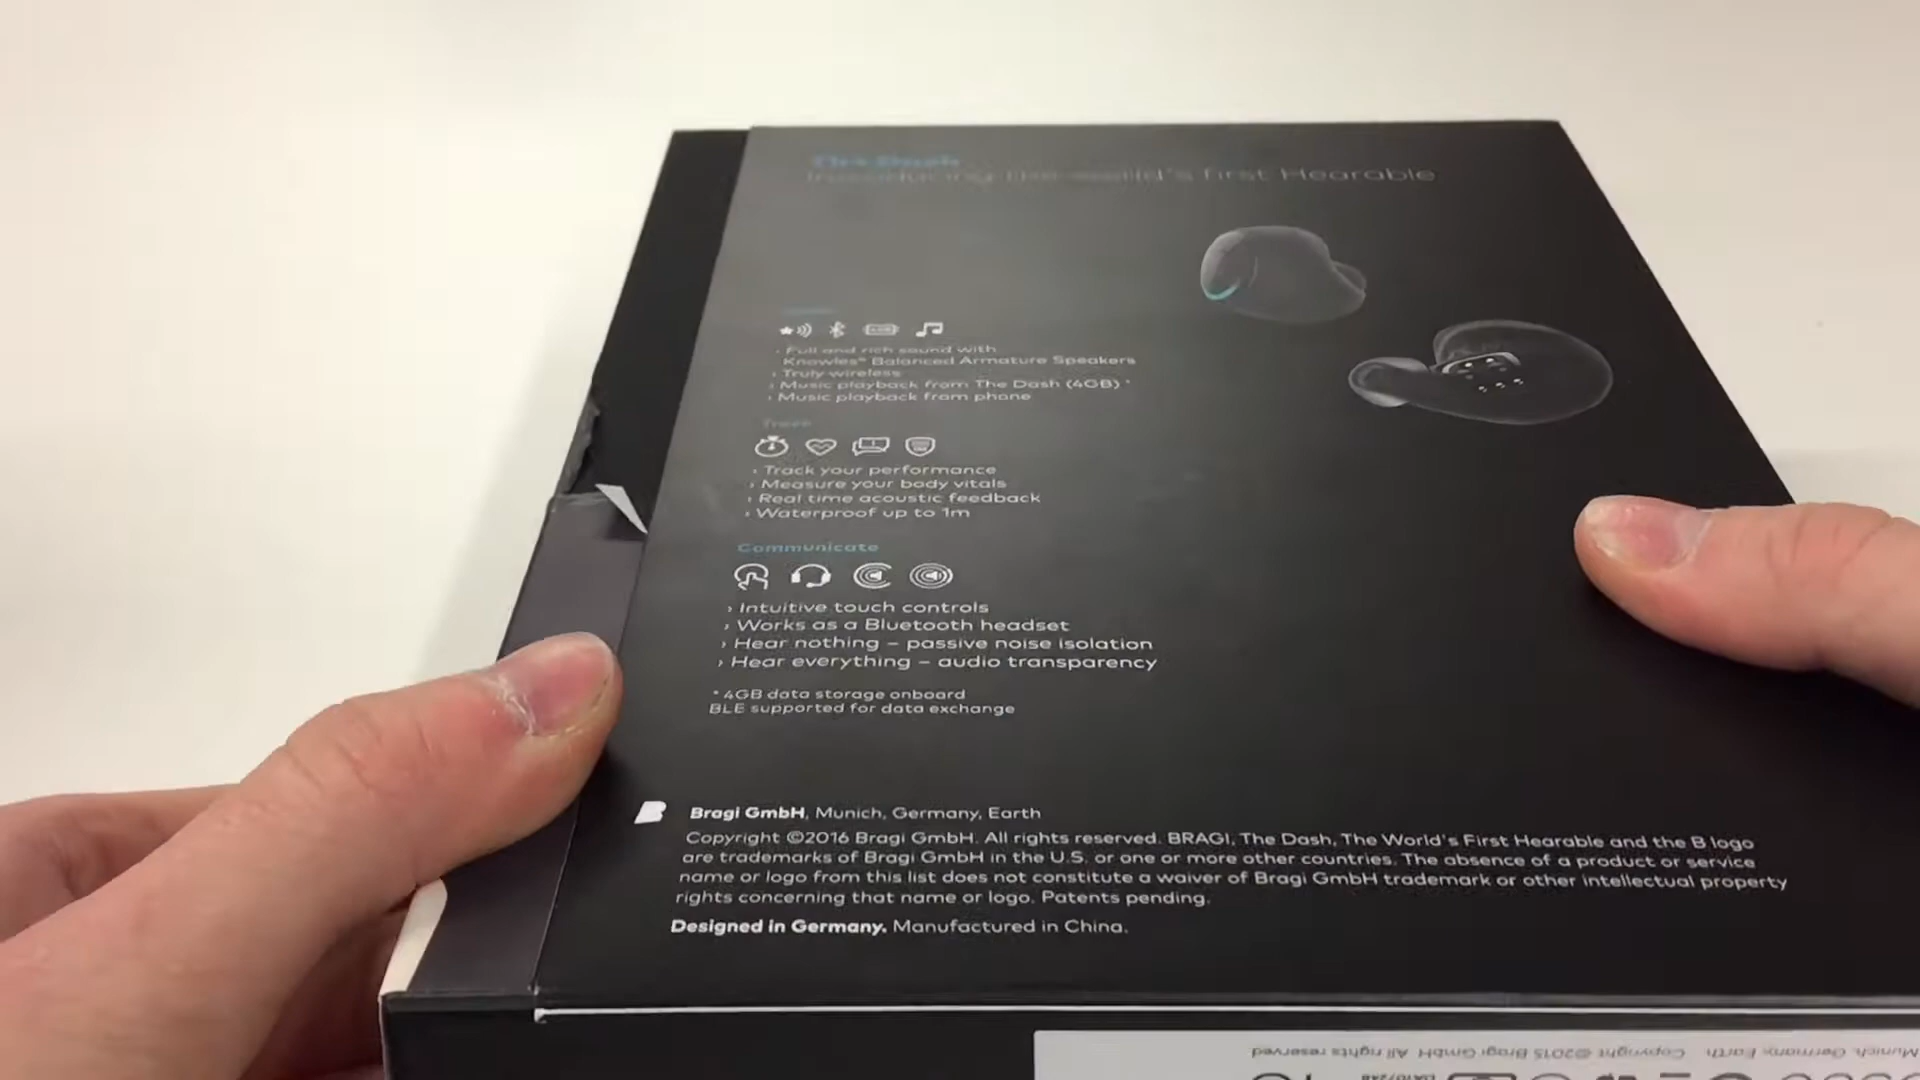 The Dash
Introducing the world's first Hearable
› Full and rich sound with
Knowles® Balanced Armature Speakers
› Truly wireless
› Music playback from The Dash (4GB) *
› Music playback from phone
Track
› Track your performance
› Measure your body vitals
› Real time acoustic feedback
› Waterproof up to 1m
Communicate
› Intuitive touch controls
› Works as a Bluetooth headset
› Hear nothing – passive noise isolation
› Hear everything – audio transparency
* 4GB data storage onboard
BLE supported for data exchange
Bragi GmbH, Munich, Germany, Earth
Copyright ©2016 Bragi GmbH. All rights reserved. BRAGI, The Dash, The World's First Hearable and the B logo
are trademarks of Bragi GmbH in the U.S. or one or more other countries. The absence of a product or service
name or logo from this list does not constitute a waiver of Bragi GmbH trademark or other intellectual property
rights concerning that name or logo. Patents pending.
Designed in Germany. Manufactured in China.
Munich, Germany, Earth Copyright ©2015 Bragi GmbH All rights reserved